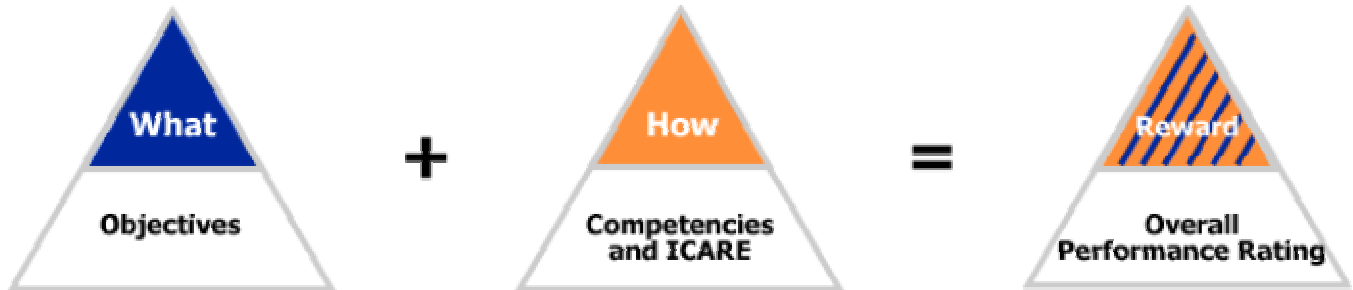 What
Objectives
+
How
Competencies
and ICARE
=
Reward
Overall
Performance Rating